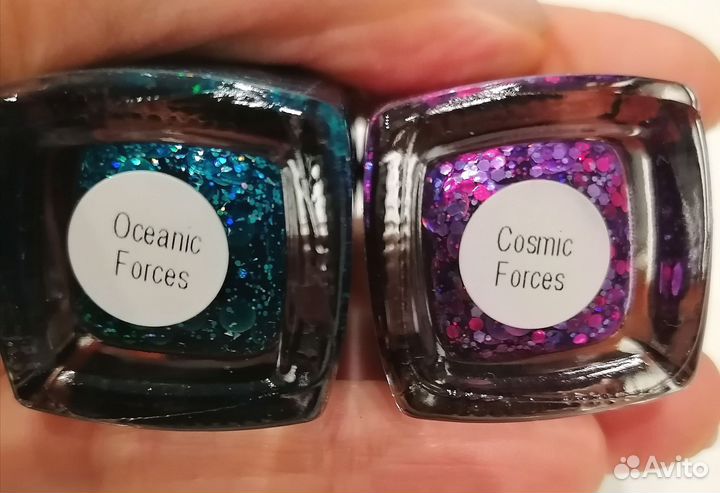 Oceanic
Forces
Cosmic
Forces
Avito